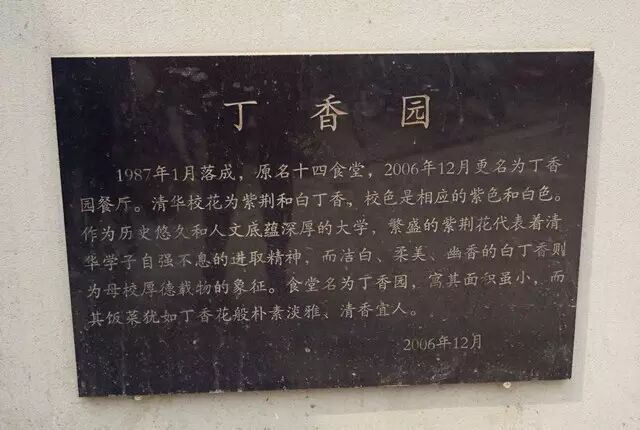 丁香园
1987年1月落成，原名十四食堂，2006年12月更名为丁香
园餐厅。清华校花为紫荆和白丁香，校色是相应的紫色和白色。
作为历史悠久和人文底蕴深厚的大学，繁盛的紫荆花代表着清
华学子自强不息的进取精神，而洁白、柔美、幽香的白丁香则
为母校厚德载物的象征。食堂名为丁香园，寓其面积虽小，而
其饭菜犹如丁香花般朴素淡雅、清香宜人。
2006年12月